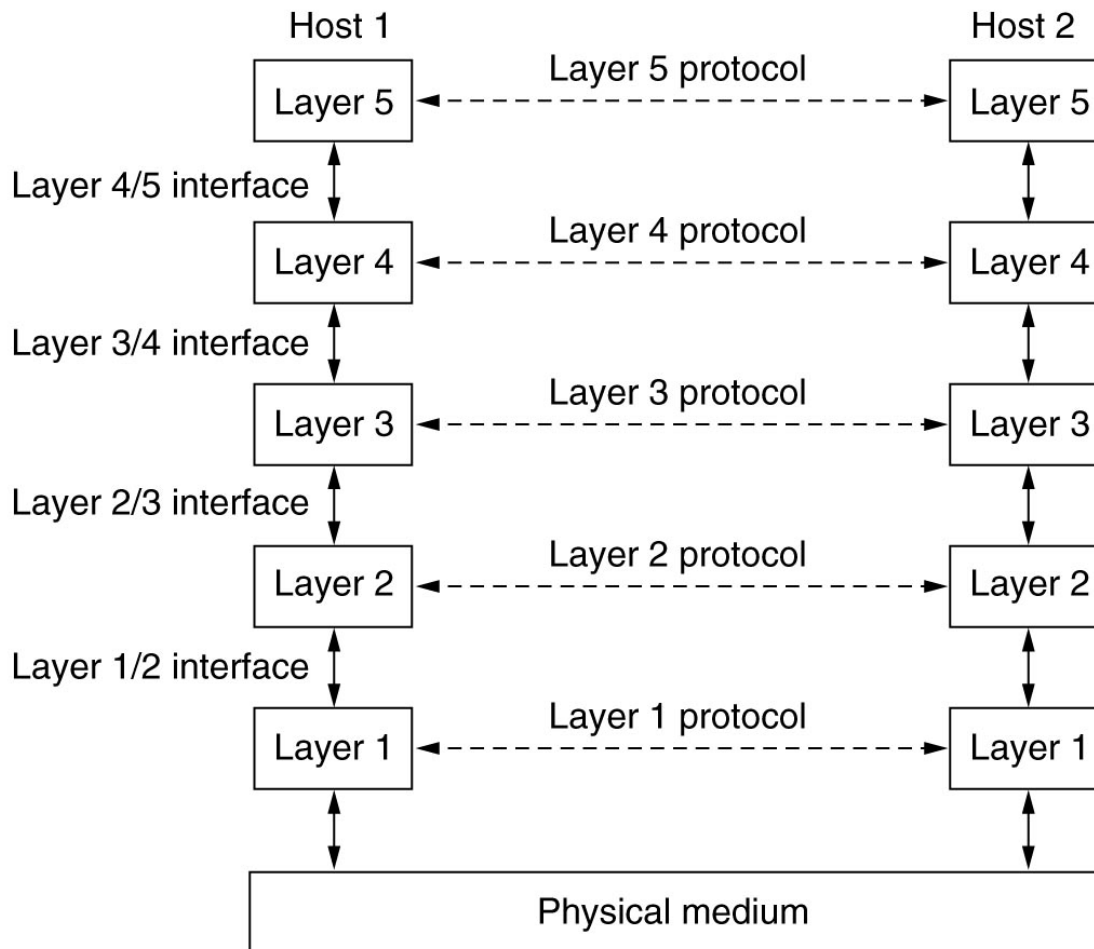 Host 1
Host 2
Layer 5 protocol
Layer 5
Layer 5
Layer 4/5 interface
Layer 4 protocol
Layer 4
Layer 4
Layer 3/4 interface
Layer 3 protocol
Layer 3
Layer 3
Layer 2/3 interface
Layer 2 protocol
Layer 2
Layer 2
Layer 1/2 interface
Layer 1 protocol
Layer 1
Layer 1
Physical medium